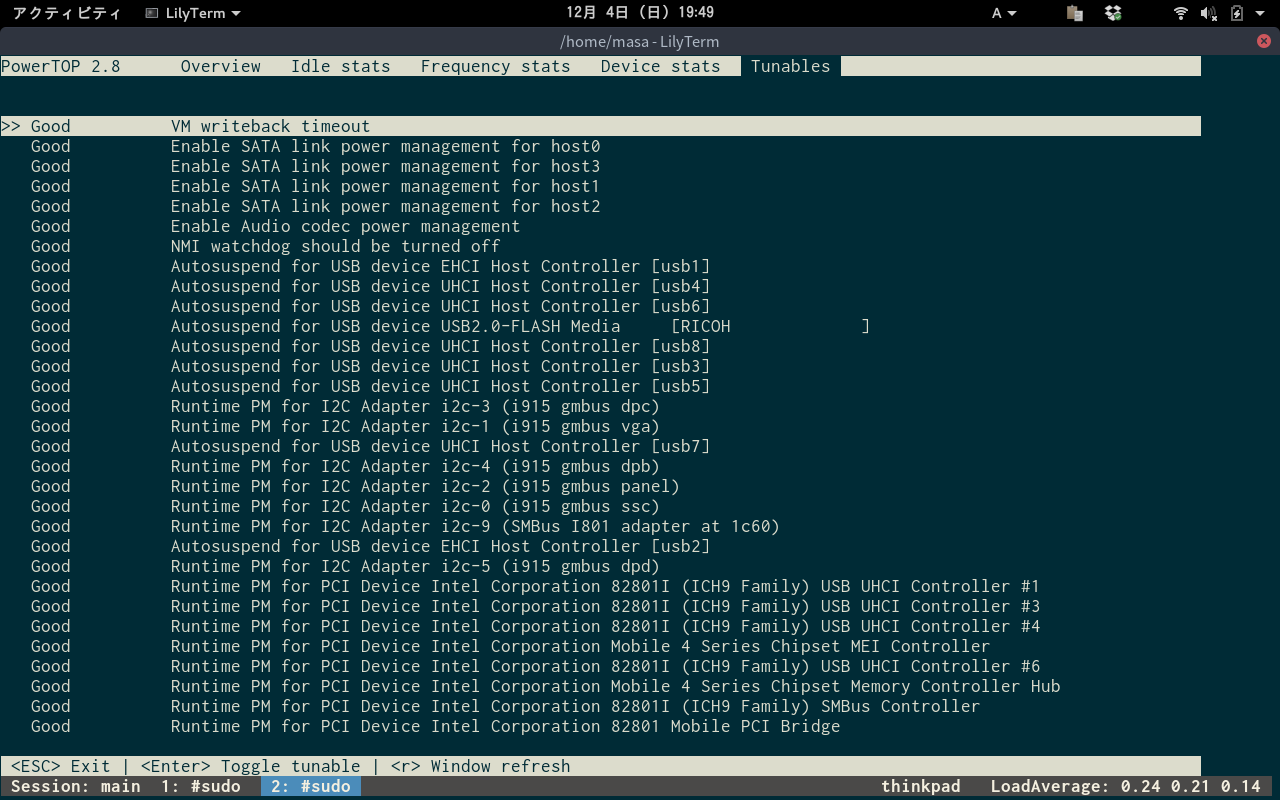 アクティビティ LilyTerm 12月 4日 (日) 19:49 A
/home/masa - LilyTerm
PowerTOP 2.8 Overview Idle stats Frequency stats Device stats Tunables
>> Good VM writeback timeout
Good Enable SATA link power management for host0
Good Enable SATA link power management for host3
Good Enable SATA link power management for host1
Good Enable SATA link power management for host2
Good Enable Audio codec power management
Good NMI watchdog should be turned off
Good Autosuspend for USB device EHCI Host Controller [usb1]
Good Autosuspend for USB device UHCI Host Controller [usb4]
Good Autosuspend for USB device UHCI Host Controller [usb6]
Good Autosuspend for USB device USB2.0-FLASH Media [RICOH ]
Good Autosuspend for USB device UHCI Host Controller [usb8]
Good Autosuspend for USB device UHCI Host Controller [usb3]
Good Autosuspend for USB device UHCI Host Controller [usb5]
Good Runtime PM for I2C Adapter i2c-3 (i915 gmbus dpc)
Good Runtime PM for I2C Adapter i2c-1 (i915 gmbus vga)
Good Autosuspend for USB device UHCI Host Controller [usb7]
Good Runtime PM for I2C Adapter i2c-4 (i915 gmbus dpb)
Good Runtime PM for I2C Adapter i2c-2 (i915 gmbus panel)
Good Runtime PM for I2C Adapter i2c-0 (i915 gmbus ssc)
Good Runtime PM for I2C Adapter i2c-9 (SMBus I801 adapter at 1c60)
Good Autosuspend for USB device EHCI Host Controller [usb2]
Good Runtime PM for I2C Adapter i2c-5 (i915 gmbus dpd)
Good Runtime PM for PCI Device Intel Corporation 82801I (ICH9 Family) USB UHCI Controller #1
Good Runtime PM for PCI Device Intel Corporation 82801I (ICH9 Family) USB UHCI Controller #3
Good Runtime PM for PCI Device Intel Corporation 82801I (ICH9 Family) USB UHCI Controller #4
Good Runtime PM for PCI Device Intel Corporation Mobile 4 Series Chipset MEI Controller
Good Runtime PM for PCI Device Intel Corporation 82801I (ICH9 Family) USB UHCI Controller #6
Good Runtime PM for PCI Device Intel Corporation Mobile 4 Series Chipset Memory Controller Hub
Good Runtime PM for PCI Device Intel Corporation 82801I (ICH9 Family) SMBus Controller
Good Runtime PM for PCI Device Intel Corporation 82801 Mobile PCI Bridge
<ESC> Exit | <Enter> Toggle tunable | <r> Window refresh
Session: main 1: #sudo 2: #sudo thinkpad LoadAverage: 0.24 0.21 0.14